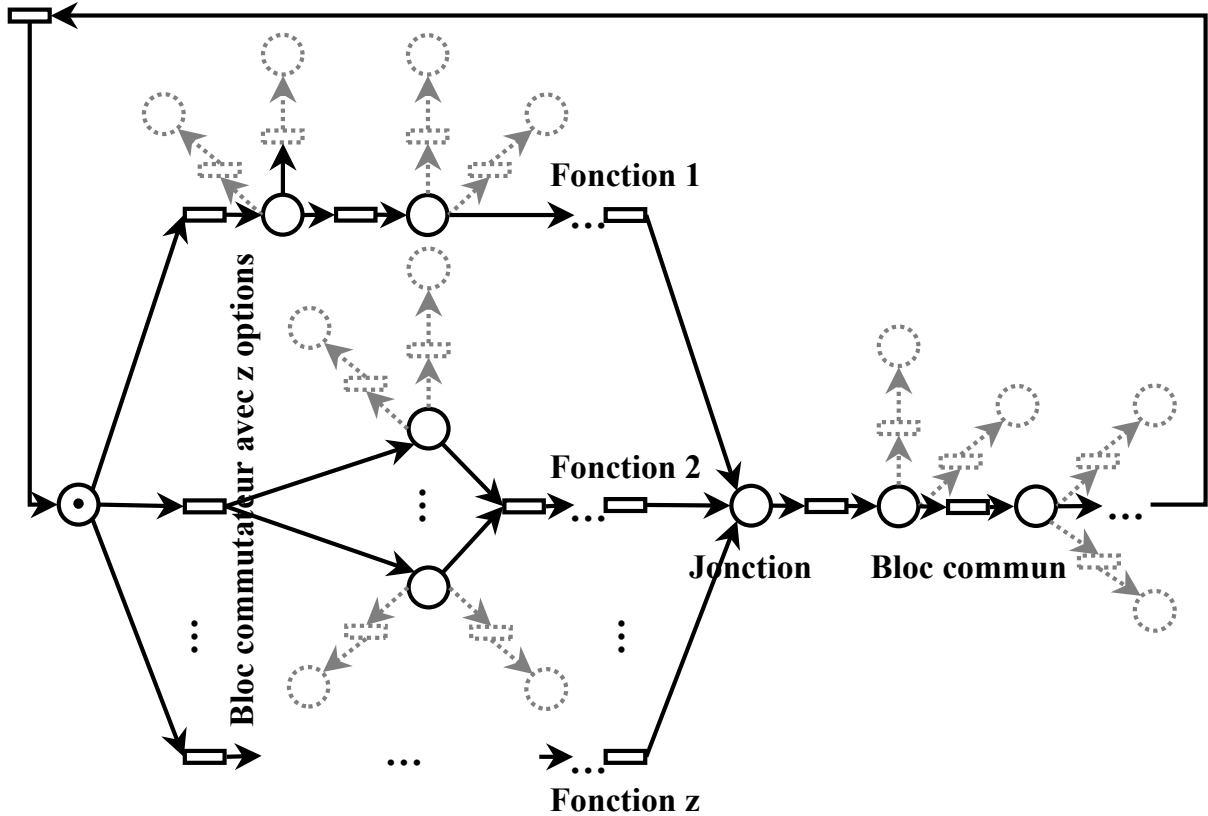 Fonction 1
Bloc commutateur avec z options
Fonction 2
...
...
...
...
Jonction
Bloc commun
...
...
...
...
Fonction z